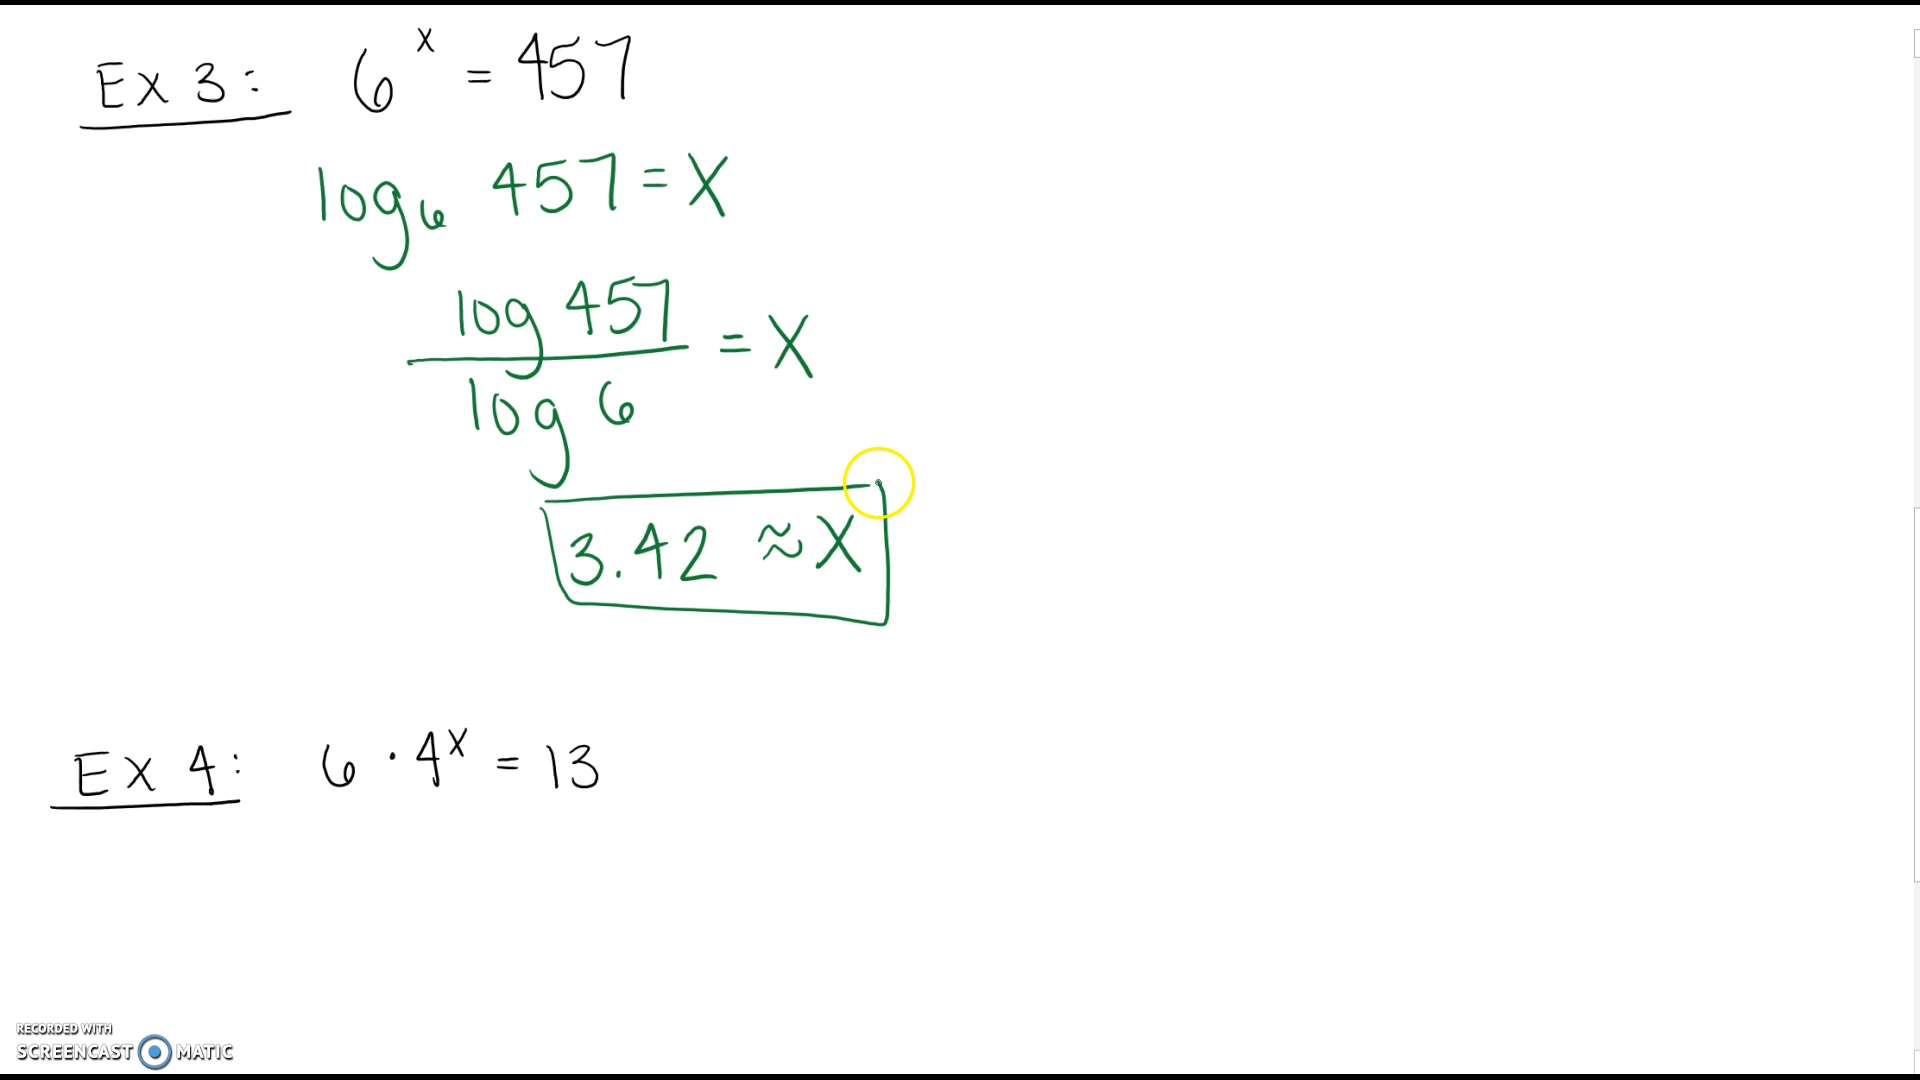 Ex 3: 6^x = 457
log₆ 457 = x
log 457 / log 6 = x
3.42 ≈ x
Ex 4: 6 · 4^x = 13
RECORDED WITH
SCREENCAST MATIC